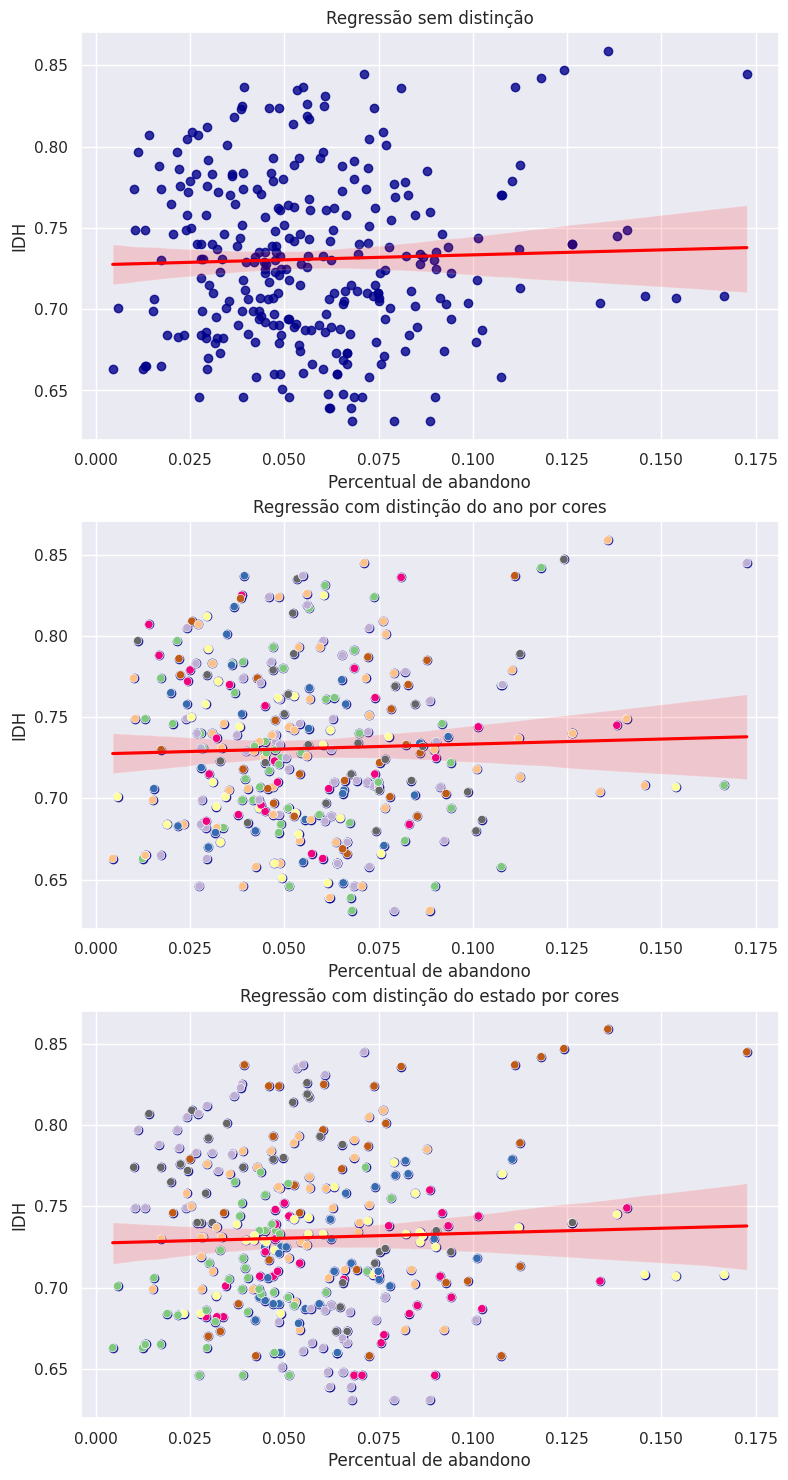 Regressão sem distinção
0.85
0.80
0.75
0.70
0.65
IDH
0.000 0.025 0.050 0.075 0.100 0.125 0.150 0.175
Percentual de abandono
Regressão com distinção do ano por cores
0.85
0.80
0.75
0.70
0.65
IDH
0.000 0.025 0.050 0.075 0.100 0.125 0.150 0.175
Percentual de abandono
Regressão com distinção do estado por cores
0.85
0.80
0.75
0.70
0.65
IDH
0.000 0.025 0.050 0.075 0.100 0.125 0.150 0.175
Percentual de abandono